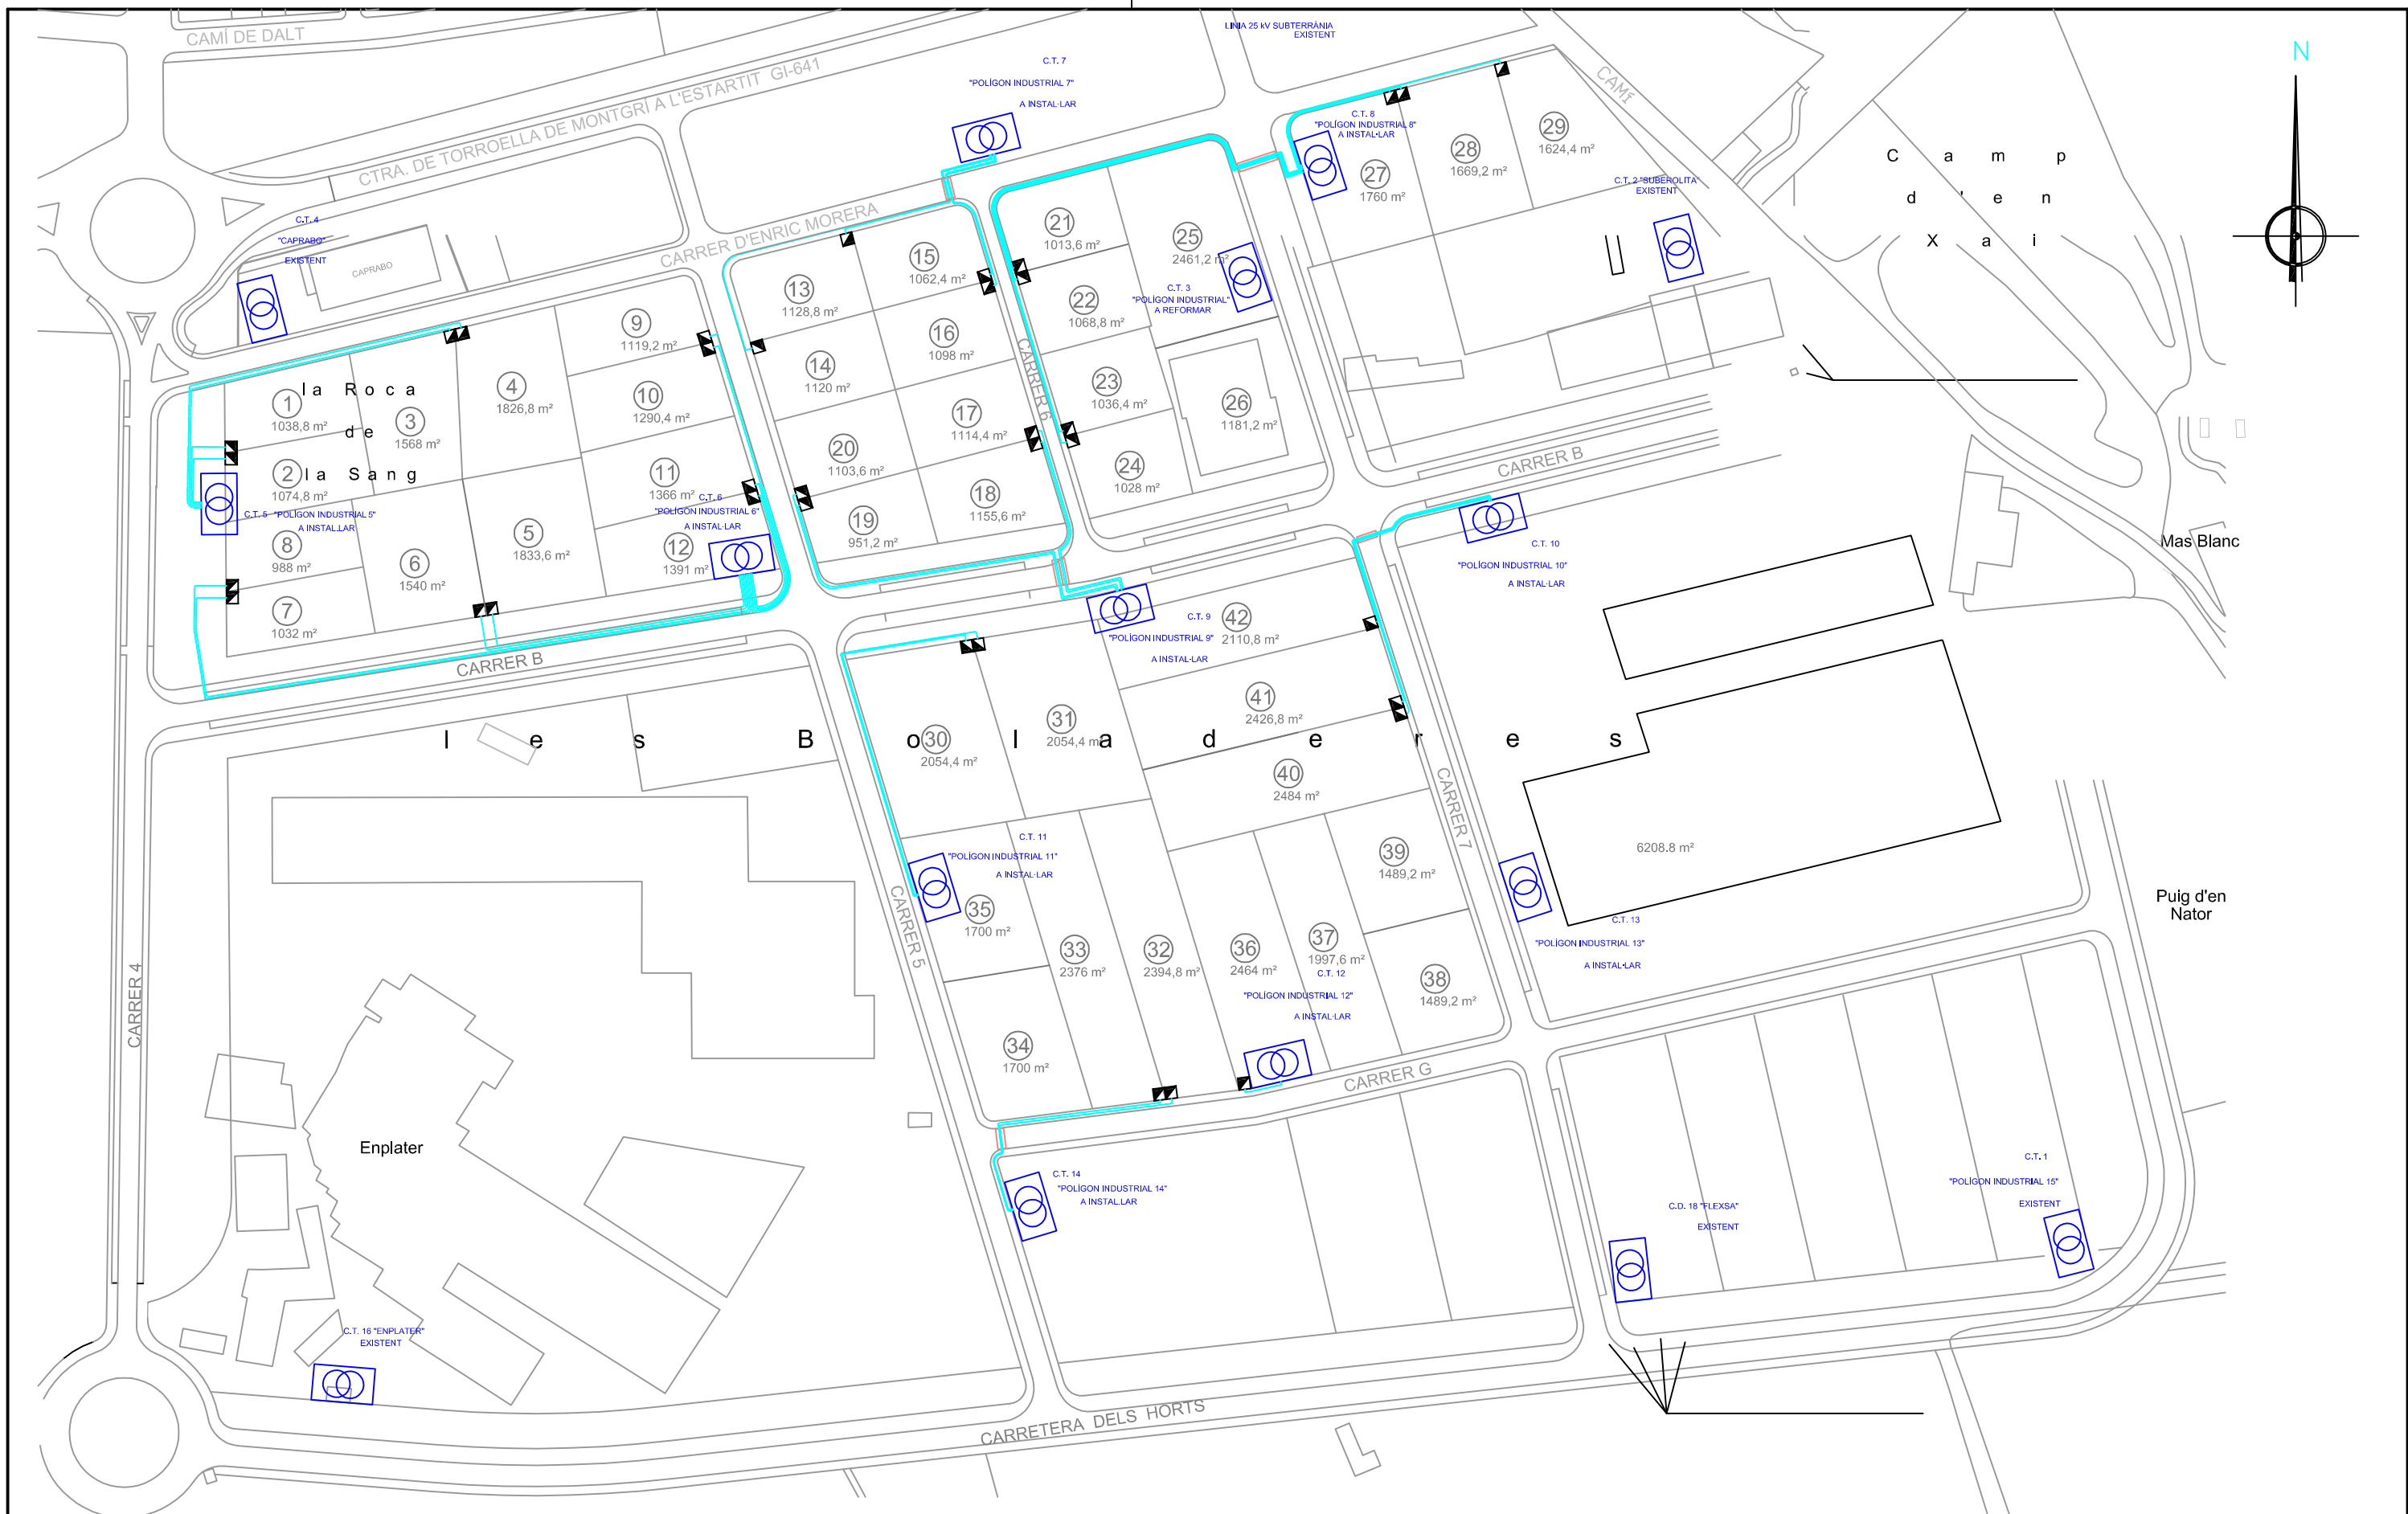 LINIA 25 kV SUBTERRÀNIA
EXISTENT
CAMÍ DE DALT
N
C.T. 7
"POLÍGON INDUSTRIAL 7"
A INSTAL·LAR
CTRA. DE TORROELLA DE MONTGRÍ A L'ESTARTIT GI-641
CAMÍ
C.T. 8
"POLÍGON INDUSTRIAL 8"
A INSTAL·LAR
29
1624,4 m²
28
1669,2 m²
27
1760 m²
Camp
d'en
Xai
C.T. 2 "SUBEROLITA"
EXISTENT
C.T. 4
"CAPRABO"
EXISTENT
CAPRABO
CARRER D'ENRIC MORERA
21
1013,6 m²
25
2461,2 m²
15
1062,4 m²
13
1128,8 m²
C.T. 3
"POLÍGON INDUSTRIAL"
A REFORMAR
22
1068,8 m²
9
1119,2 m²
16
1098 m²
14
1120 m²
CARRER 6
4
1826,8 m²
la Roca
de
la Sang
1
1038,8 m²
3
1568 m²
10
1290,4 m²
23
1036,4 m²
26
1181,2 m²
17
1114,4 m²
20
1103,6 m²
24
1028 m²
CARRER B
2
1074,8 m²
11
1366 m²
C.T. 6
"POLÍGON INDUSTRIAL 6"
A INSTAL·LAR
C.T. 5 "POLÍGON INDUSTRIAL 5"
A INSTAL.LAR
18
1155,6 m²
19
951,2 m²
5
1833,6 m²
8
988 m²
6
1540 m²
12
1391 m²
C.T. 10
"POLÍGON INDUSTRIAL 10"
A INSTAL·LAR
Mas Blanc
7
1032 m²
CARRER B
C.T. 9
"POLÍGON INDUSTRIAL 9"
A INSTAL·LAR
42
2110,8 m²
41
2426,8 m²
31
2054,4 m²
30
2054,4 m²
les Boladeres
40
2484 m²
CARRER 7
C.T. 11
"POLÍGON INDUSTRIAL 11"
A INSTAL·LAR
39
1489,2 m²
6208.8 m²
Puig d'en
Nator
35
1700 m²
CARRER 5
C.T. 13
"POLÍGON INDUSTRIAL 13"
A INSTAL·LAR
33
2376 m²
32
2394,8 m²
36
2464 m²
37
1997,6 m²
C.T. 12
"POLÍGON INDUSTRIAL 12"
A INSTAL·LAR
38
1489,2 m²
CARRER 4
34
1700 m²
CARRER G
Enplater
C.T. 14
"POLÍGON INDUSTRIAL 14"
A INSTAL.LAR
C.T. 1
"POLÍGON INDUSTRIAL 15"
EXISTENT
C.D. 18 "FLEXSA"
EXISTENT
C.T. 16 "ENPLATER"
EXISTENT
CARRETERA DELS HORTS